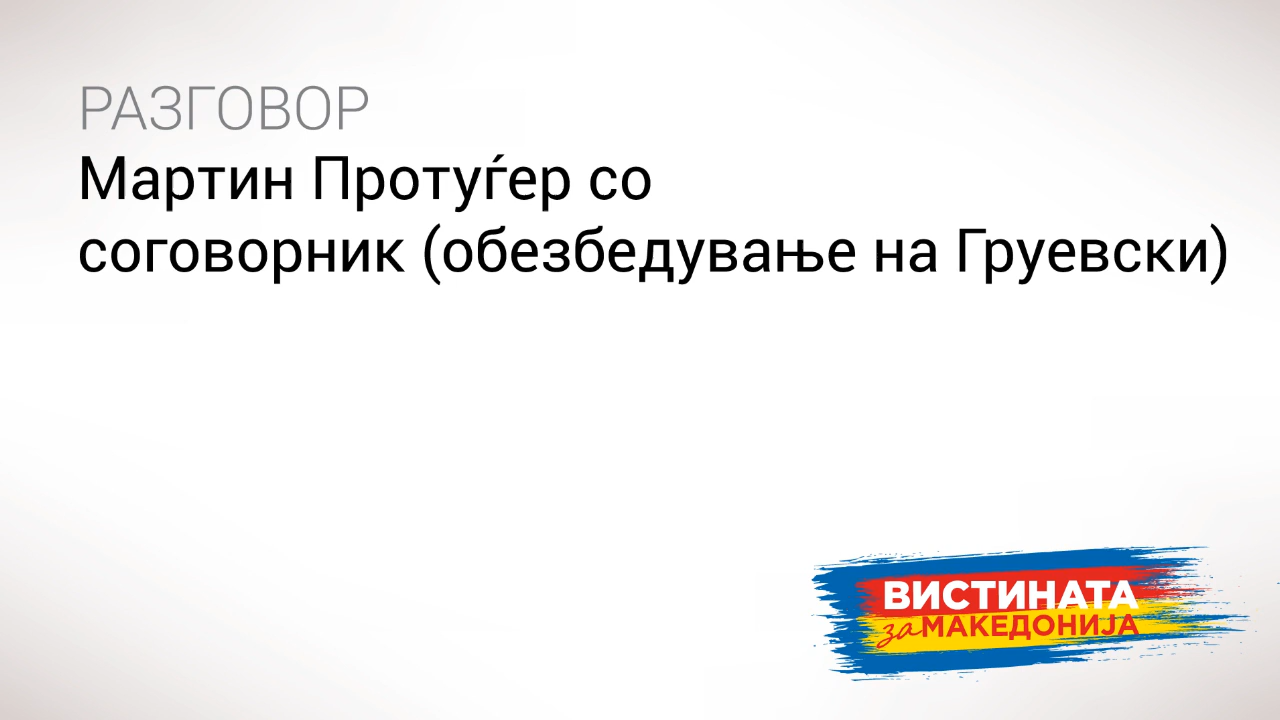 РАЗГОВОР
Мартин Протуѓер со
соговорник (обезбедување на Груевски)
ВИСТИНАТА
за МАКЕДОНИЈА